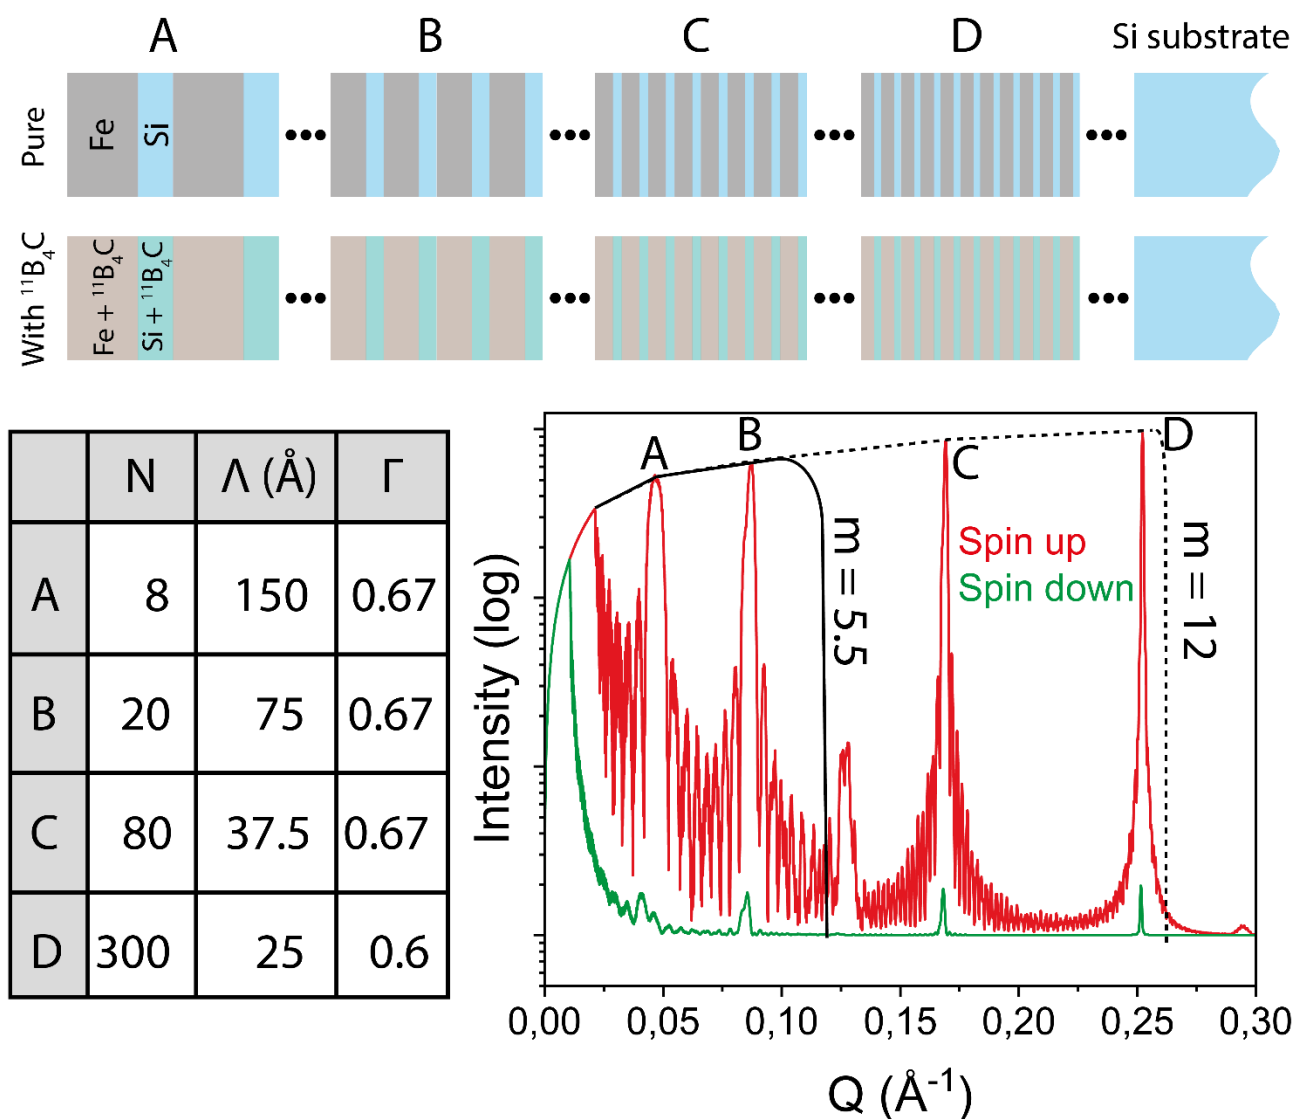 A B C D Si substrate
Pure
Fe
Si
With ¹¹B₄C
Fe + ¹¹B₄C
Si + ¹¹B₄C
N Λ (Å) Γ
A 8 150 0.67
B 20 75 0.67
C 80 37.5 0.67
D 300 25 0.6
Intensity (log)
A
B
C
D
Spin up
Spin down
m = 5.5
m = 12
0,00 0,05 0,10 0,15 0,20 0,25 0,30
Q (Å⁻¹)